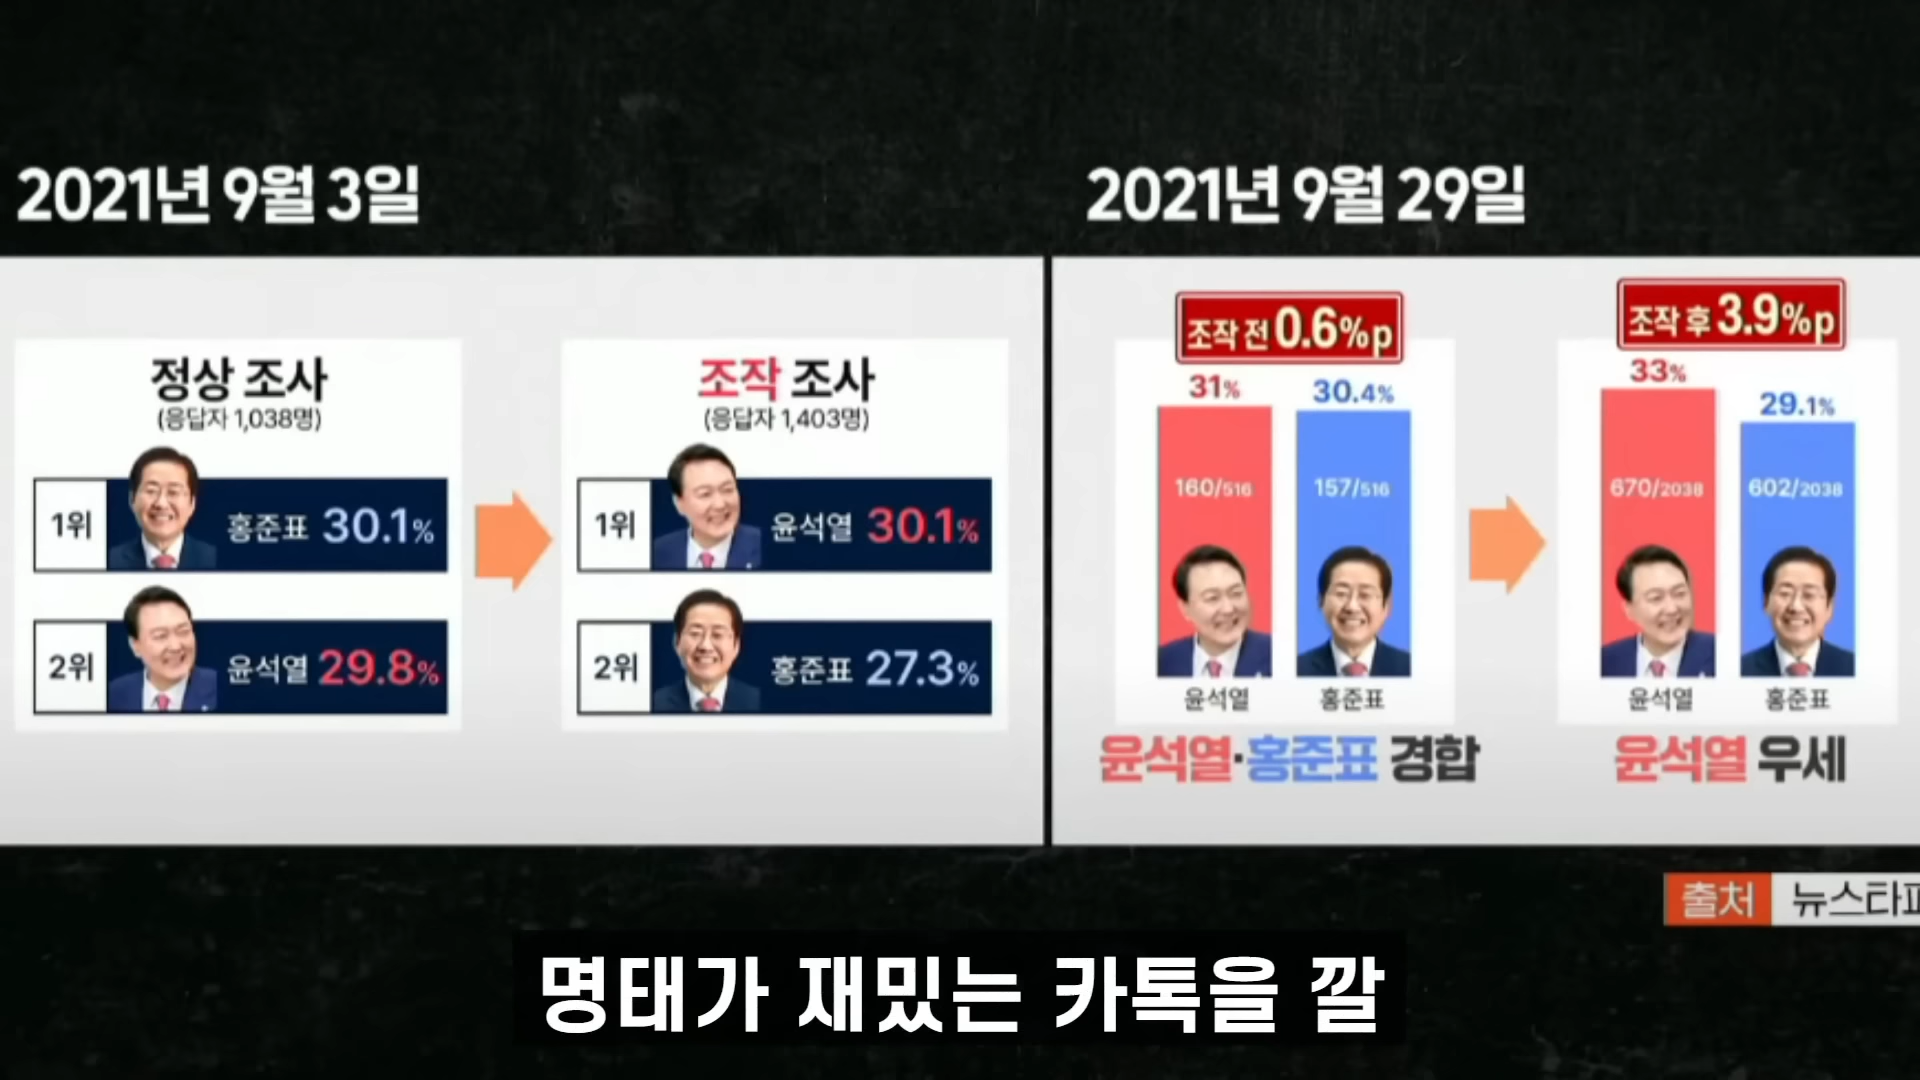 2021년 9월 3일
정상 조사
(응답자 1,038명)
1위 홍준표 30.1%
2위 윤석열 29.8%
조작 조사
(응답자 1,403명)
1위 윤석열 30.1%
2위 홍준표 27.3%
2021년 9월 29일
조작 전 0.6%p
31% 30.4%
160/516 157/516
윤석열 홍준표
윤석열·홍준표 경합
조작 후 3.9%p
33% 29.1%
670/2038 602/2038
윤석열 홍준표
윤석열 우세
출처 뉴스타파
명태가 재밌는 카톡을 깔